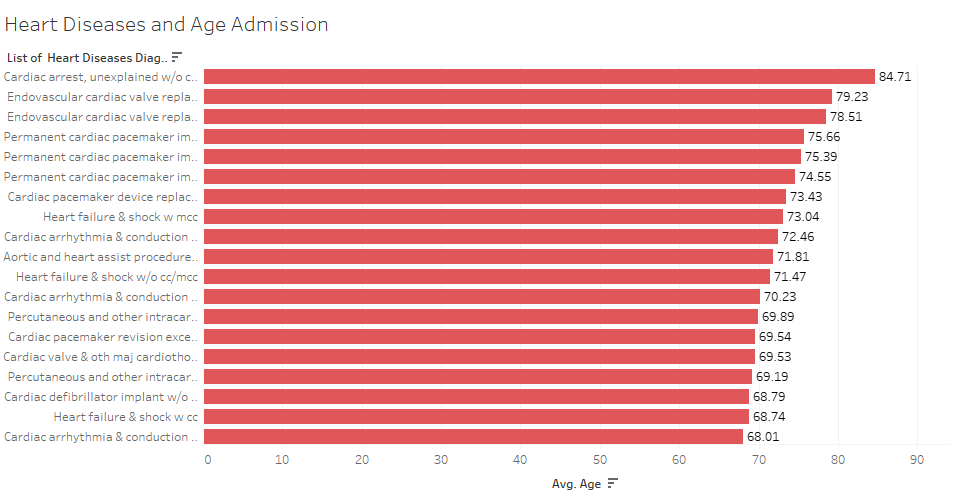 Heart Diseases and Age Admission
List of Heart Diseases Diag..
Cardiac arrest, unexplained w/o c.. 84.71
Endovascular cardiac valve repla.. 79.23
Endovascular cardiac valve repla.. 78.51
Permanent cardiac pacemaker im.. 75.66
Permanent cardiac pacemaker im.. 75.39
Permanent cardiac pacemaker im.. 74.55
Cardiac pacemaker device replac.. 73.43
Heart failure & shock w mcc 73.04
Cardiac arrhythmia & conduction .. 72.46
Aortic and heart assist procedure.. 71.81
Heart failure & shock w/o cc/mcc 71.47
Cardiac arrhythmia & conduction .. 70.23
Percutaneous and other intracar.. 69.89
Cardiac pacemaker revision exce.. 69.54
Cardiac valve & oth maj cardiotho.. 69.53
Percutaneous and other intracar.. 69.19
Cardiac defibrillator implant w/o .. 68.79
Heart failure & shock w cc 68.74
Cardiac arrhythmia & conduction .. 68.01
0 10 20 30 40 50 60 70 80 90
Avg. Age